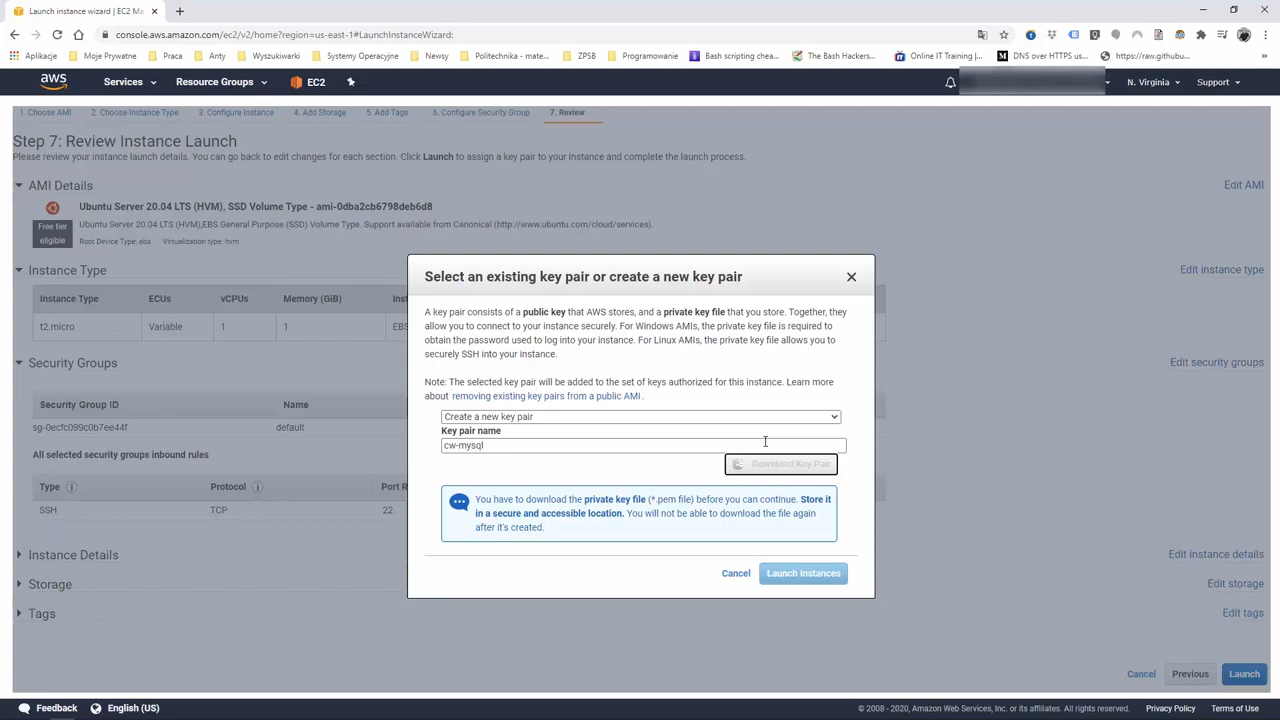 Launch instance wizard | EC2 Ma
console.aws.amazon.com/ec2/v2/home?region=us-east-1#LaunchInstanceWizard:
Aplikacje
Moje Prywatne
Praca
Anty
Wyszukiwarki
Systemy Operacyjne
Newsy
Politechnika - mate...
ZPSB
Programowanie
Bash scripting chea...
The Bash Hackers...
Online IT Training |...
DNS over HTTPS us...
https://raw.githubu...
aws
Services
Resource Groups
EC2
N. Virginia
Support
1. Choose AMI
2. Choose Instance Type
3. Configure Instance
4. Add Storage
5. Add Tags
6. Configure Security Group
7. Review
Step 7: Review Instance Launch
Please review your instance launch details. You can go back to edit changes for each section. Click Launch to assign a key pair to your instance and complete the launch process.
AMI Details
Edit AMI
Ubuntu Server 20.04 LTS (HVM), SSD Volume Type - ami-0dba2cb6798deb6d8
Free tier
eligible
Ubuntu Server 20.04 LTS (HVM),EBS General Purpose (SSD) Volume Type. Support available from Canonical (http://www.ubuntu.com/cloud/services).
Root Device Type: ebs Virtualization type: hvm
Instance Type
Edit instance type
Instance Type
ECUs
vCPUs
Memory (GiB)
Ins
t2.micro
Variable
1
1
EBS
Security Groups
Edit security groups
Security Group ID
Name
sg-0ecfc099c0b7ee44f
default
All selected security groups inbound rules
Type
Protocol
Port R
SSH
TCP
22
Instance Details
Edit instance details
Storage
Edit storage
Tags
Edit tags
Select an existing key pair or create a new key pair
A key pair consists of a public key that AWS stores, and a private key file that you store. Together, they
allow you to connect to your instance securely. For Windows AMIs, the private key file is required to
obtain the password used to log into your instance. For Linux AMIs, the private key file allows you to
securely SSH into your instance.
Note: The selected key pair will be added to the set of keys authorized for this instance. Learn more
about removing existing key pairs from a public AMI.
Create a new key pair
Key pair name
cw-mysql
Download Key Pair
You have to download the private key file (*.pem file) before you can continue. Store it
in a secure and accessible location. You will not be able to download the file again
after it's created.
Cancel
Launch Instances
Cancel
Previous
Launch
Feedback
English (US)
© 2008 - 2020, Amazon Web Services, Inc. or its affiliates. All rights reserved.
Privacy Policy
Terms of Use